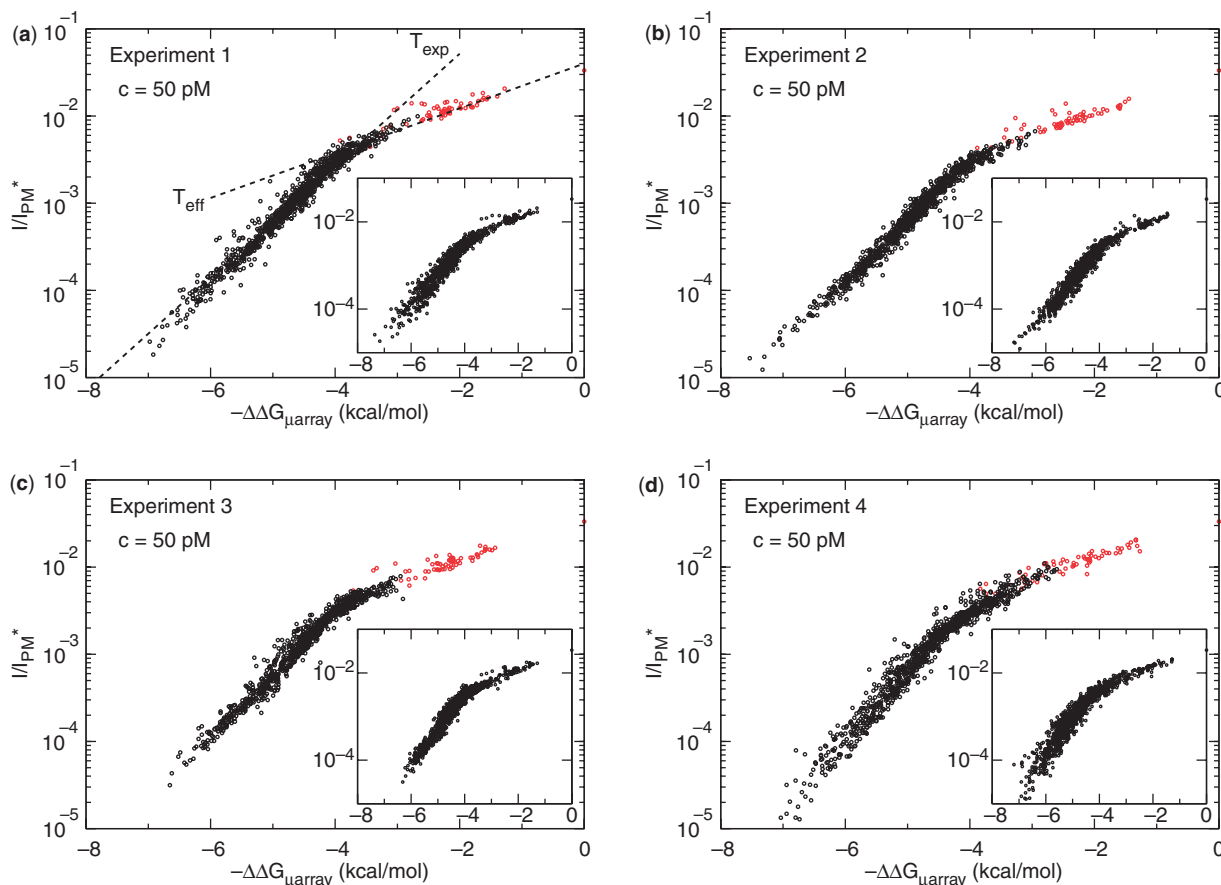 (a)
Experiment 1
c = 50 pM
T_exp
T_eff
I/I_PM*
10⁻¹
10⁻²
10⁻³
10⁻⁴
10⁻⁵
−8 −6 −4 −2 0
−ΔΔG_μarray (kcal/mol)
10⁻²
10⁻⁴
−8 −6 −4 −2 0
(b)
Experiment 2
c = 50 pM
I/I_PM*
10⁻¹
10⁻²
10⁻³
10⁻⁴
10⁻⁵
−8 −6 −4 −2 0
−ΔΔG_μarray (kcal/mol)
10⁻²
10⁻⁴
−8 −6 −4 −2 0
(c)
Experiment 3
c = 50 pM
I/I_PM*
10⁻¹
10⁻²
10⁻³
10⁻⁴
10⁻⁵
−8 −6 −4 −2 0
−ΔΔG_μarray (kcal/mol)
10⁻²
10⁻⁴
−8 −6 −4 −2 0
(d)
Experiment 4
c = 50 pM
I/I_PM*
10⁻¹
10⁻²
10⁻³
10⁻⁴
10⁻⁵
−8 −6 −4 −2 0
−ΔΔG_μarray (kcal/mol)
10⁻²
10⁻⁴
−8 −6 −4 −2 0